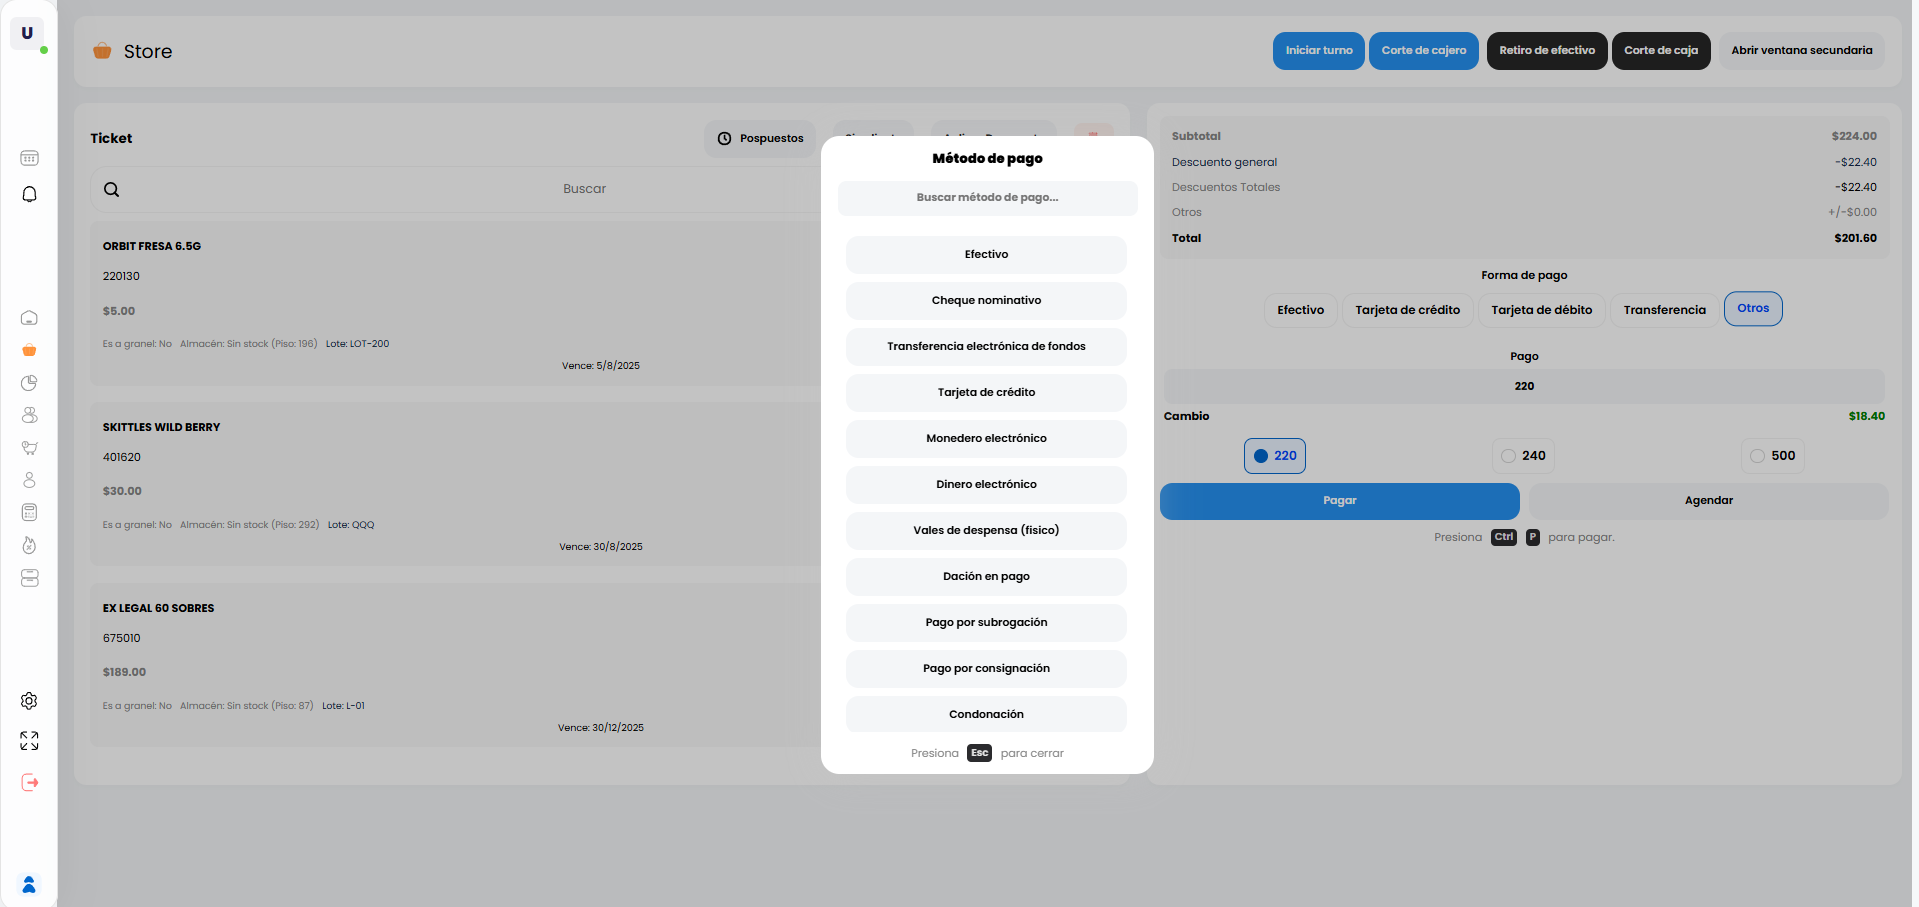 U
Store
Iniciar turno
Corte de cajero
Retiro de efectivo
Corte de caja
Abrir ventana secundaria
Ticket
Pospuestos
Buscar
ORBIT FRESA 6.5G
220130
$5.00
Es a granel: No Almacén: Sin stock (Piso: 196) Lote: LOT-200
Vence: 5/8/2025
SKITTLES WILD BERRY
401620
$30.00
Es a granel: No Almacén: Sin stock (Piso: 292) Lote: QQQ
Vence: 30/8/2025
EX LEGAL 60 SOBRES
675010
$189.00
Es a granel: No Almacén: Sin stock (Piso: 87) Lote: L-01
Vence: 30/12/2025
Método de pago
Buscar método de pago...
Efectivo
Cheque nominativo
Transferencia electrónica de fondos
Tarjeta de crédito
Monedero electrónico
Dinero electrónico
Vales de despensa (fisico)
Dación en pago
Pago por subrogación
Pago por consignación
Condonación
Presiona Esc para cerrar
Subtotal $224.00
Descuento general -$22.40
Descuentos Totales -$22.40
Otros +/-$0.00
Total $201.60
Forma de pago
Efectivo
Tarjeta de crédito
Tarjeta de débito
Transferencia
Otros
Pago
220
Cambio $18.40
220
240
500
Pagar
Agendar
Presiona Ctrl P para pagar.